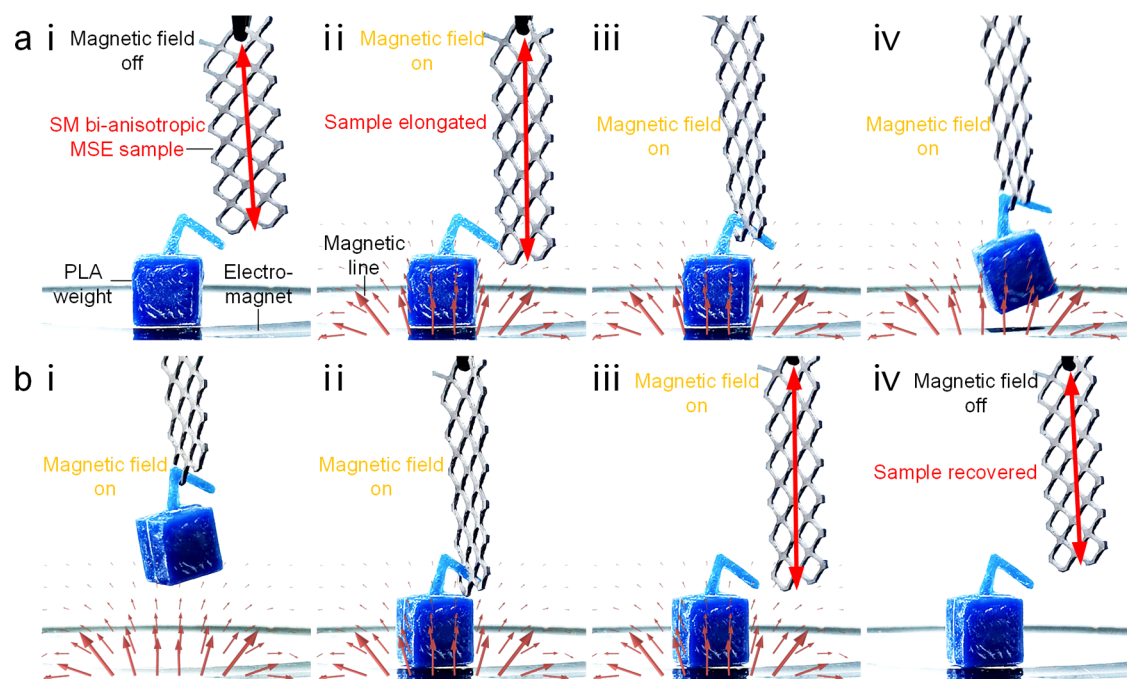 a i
Magnetic field
off
SM bi-anisotropic
MSE sample
PLA
weight
Electro-
magnet
ii
Magnetic field
on
Sample elongated
Magnetic
line
iii
Magnetic field
on
iv
Magnetic field
on
b i
Magnetic field
on
ii
Magnetic field
on
iii
Magnetic field
on
iv
Magnetic field
off
Sample recovered